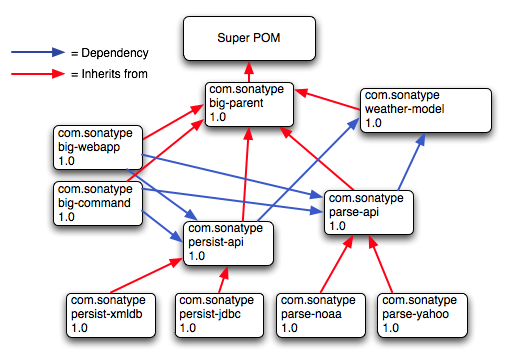 Super POM
= Dependency
= Inherits from
com.sonatype
big-parent
1.0
com.sonatype
weather-model
1.0
com.sonatype
big-webapp
1.0
com.sonatype
big-command
1.0
com.sonatype
parse-api
1.0
com.sonatype
persist-api
1.0
com.sonatype
persist-xmldb
1.0
com.sonatype
persist-jdbc
1.0
com.sonatype
parse-noaa
1.0
com.sonatype
parse-yahoo
1.0